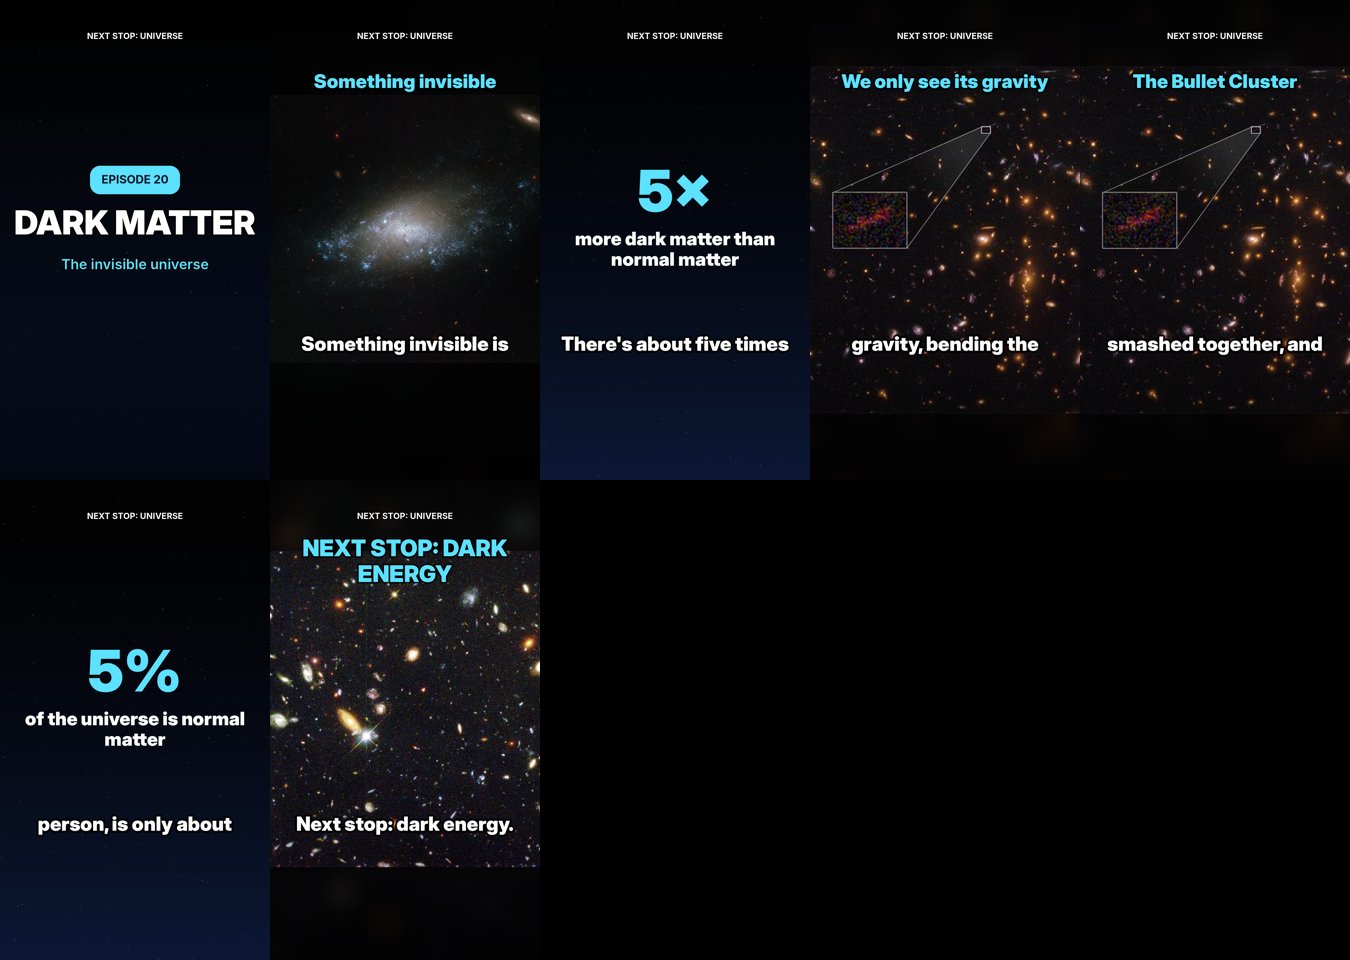 NEXT STOP: UNIVERSE
EPISODE 20
DARK MATTER
The invisible universe
NEXT STOP: UNIVERSE
Something invisible
Something invisible is
NEXT STOP: UNIVERSE
5×
more dark matter than
normal matter
There's about five times
NEXT STOP: UNIVERSE
We only see its gravity
gravity, bending the
NEXT STOP: UNIVERSE
The Bullet Cluster
smashed together, and
NEXT STOP: UNIVERSE
5%
of the universe is normal
matter
person, is only about
NEXT STOP: UNIVERSE
NEXT STOP: DARK
ENERGY
Next stop: dark energy.